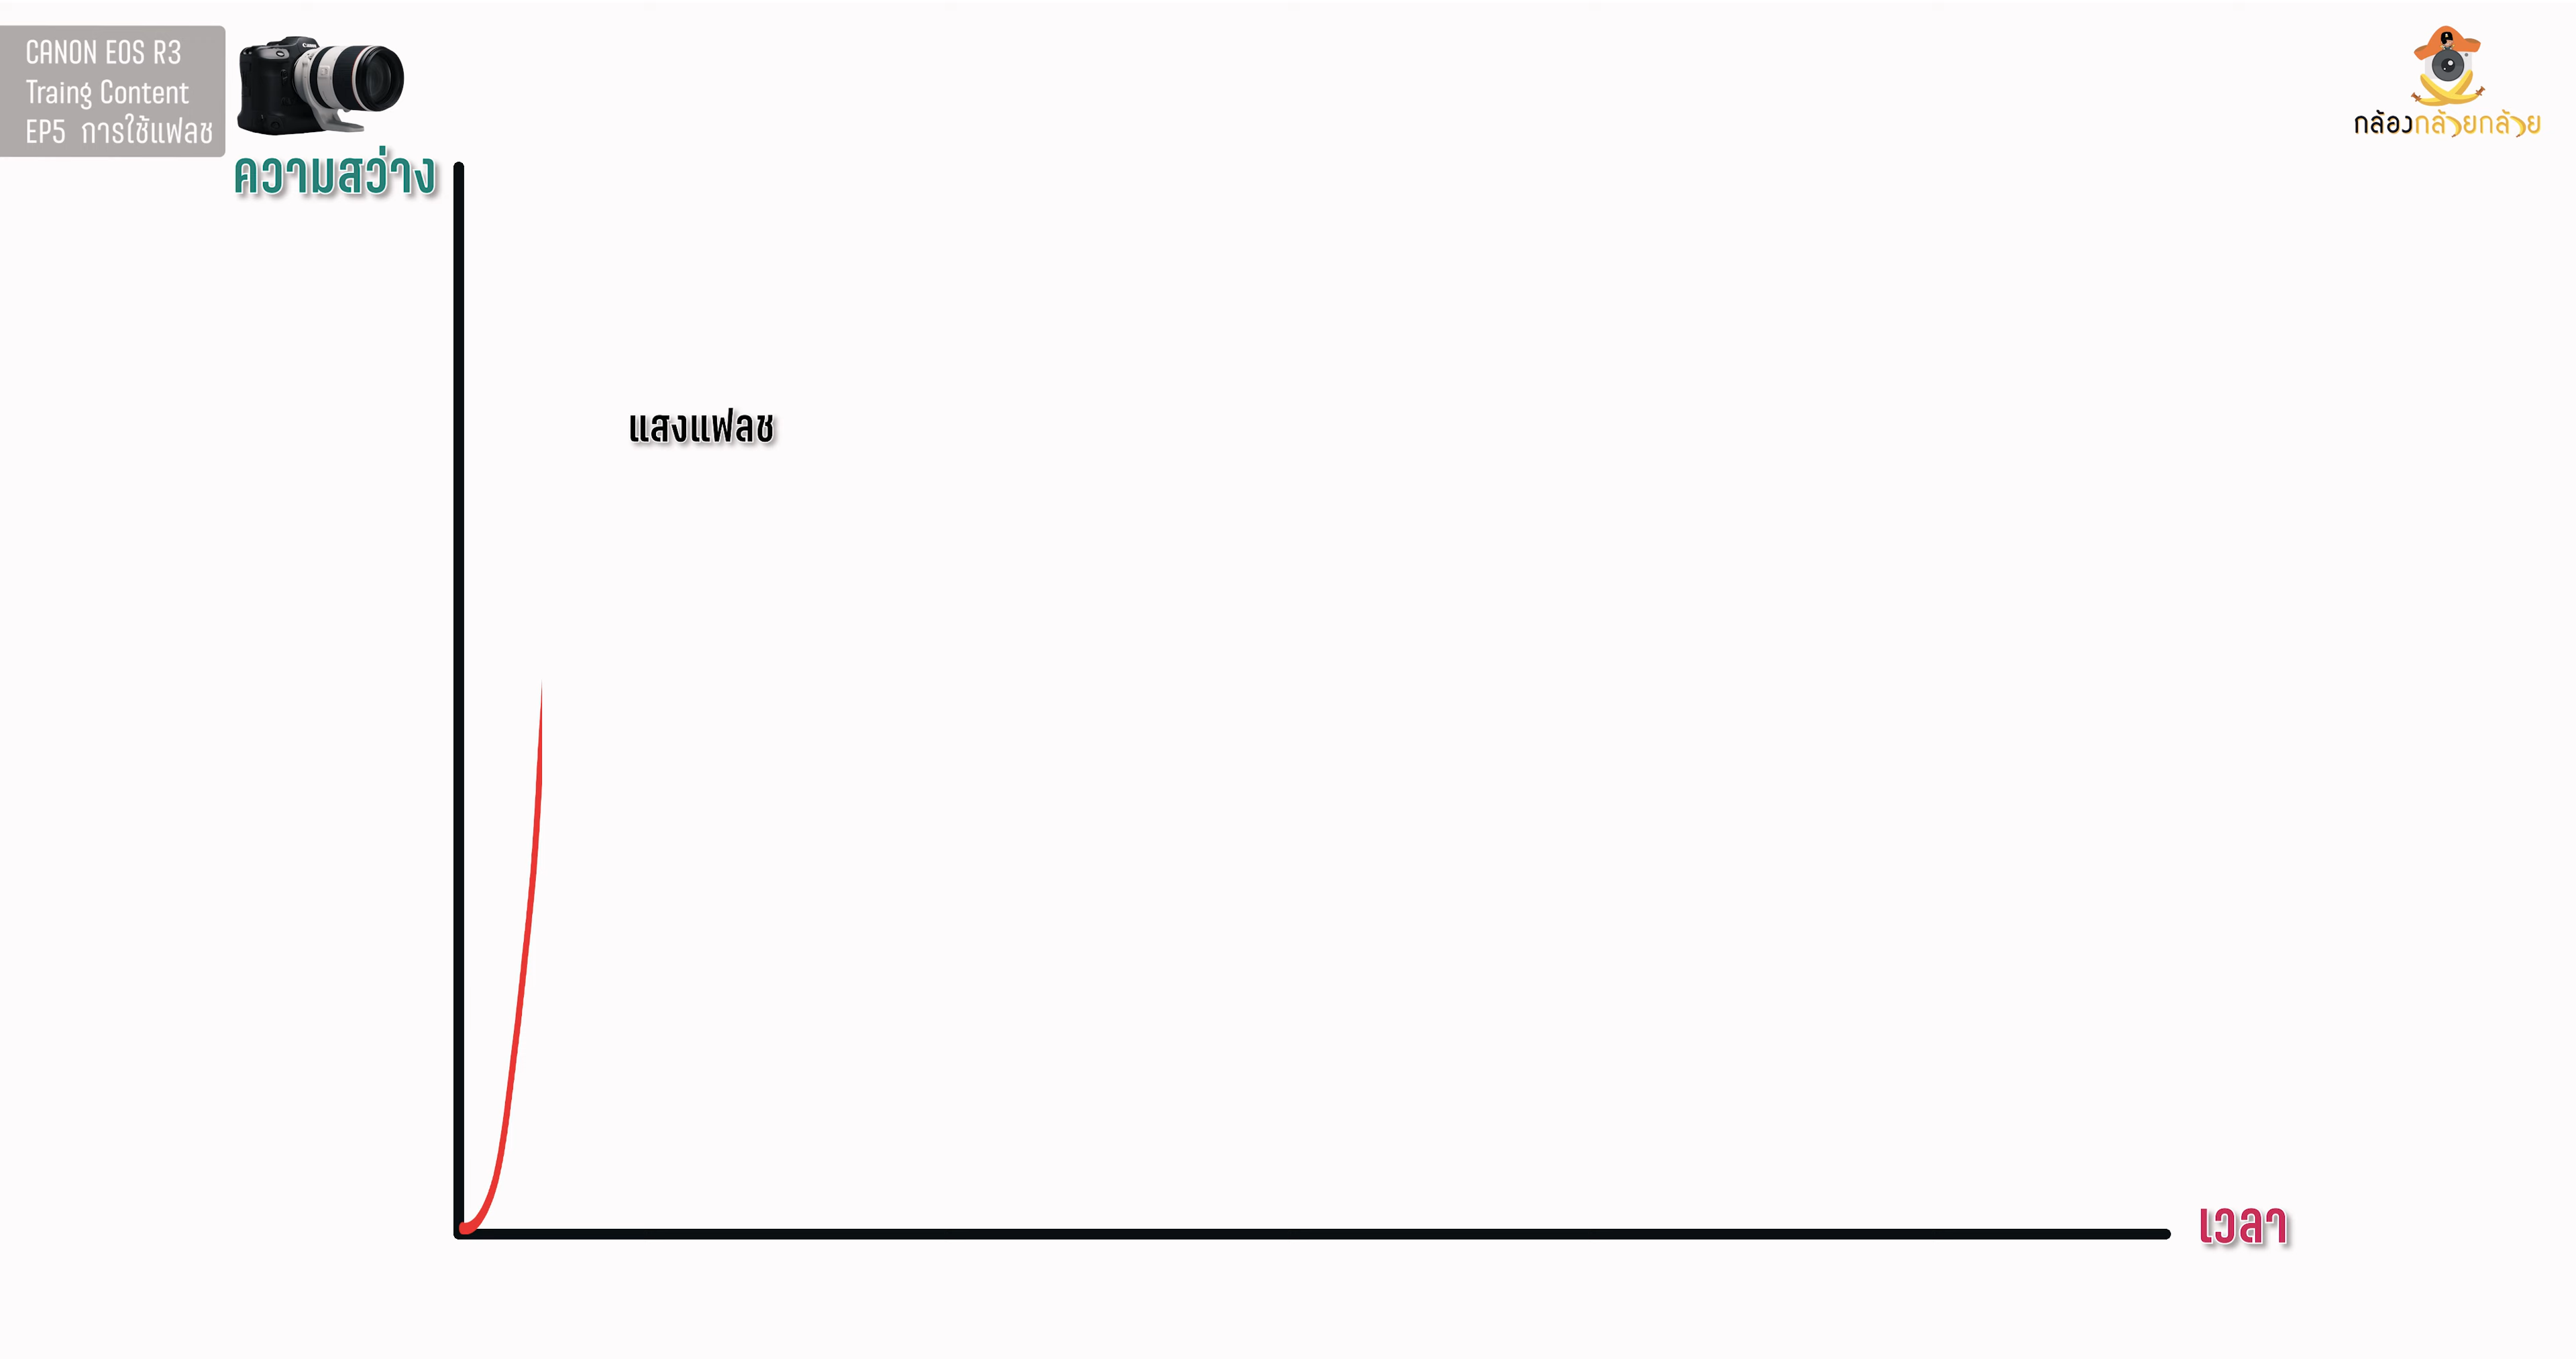 CANON EOS R3
Traing Content
EP5 การใช้แฟลช
Canon
กล้องกล้วยกล้วย
ความสว่าง
แสงแฟลช
เวลา